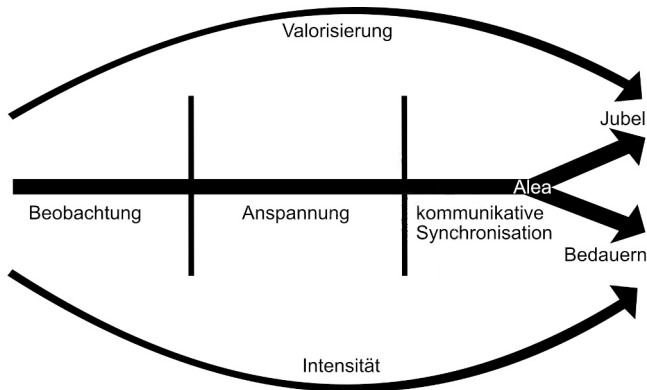 Valorisierung
Jubel
Alea
Beobachtung
Anspannung
kommunikative
Synchronisation
Bedauern
Intensität